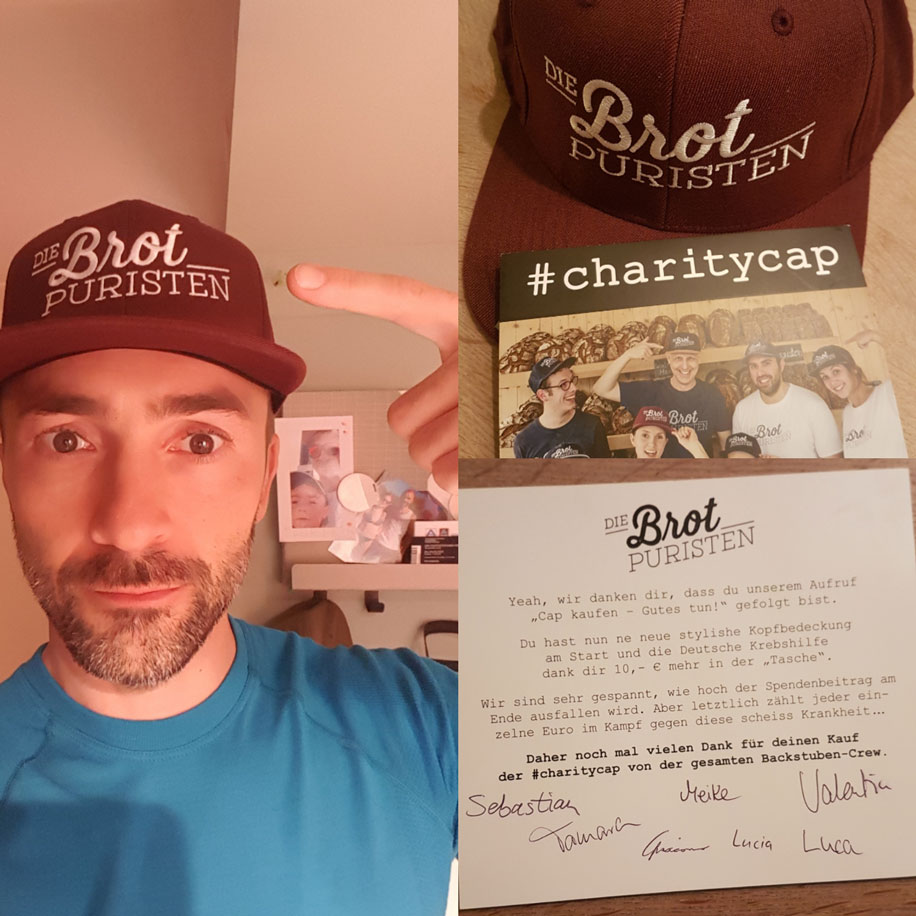 DIE
Brot
PURISTEN
DIE
Brot
PURISTEN
#charitycap
DIE
Brot
PURISTEN
Yeah, wir danken dir, dass du unserem Aufruf
„Cap kaufen – Gutes tun!“ gefolgt bist.
Du hast nun ne neue stylishe Kopfbedeckung
am Start und die Deutsche Krebshilfe
dank dir 10,- € mehr in der „Tasche“.
Wir sind sehr gespannt, wie hoch der Spendenbeitrag am
Ende ausfallen wird. Aber letztlich zählt jeder ein-
zelne Euro im Kampf gegen diese scheiss Krankheit...
Daher noch mal vielen Dank für deinen Kauf
der #charitycap von der gesamten Backstuben-Crew.
Sebastian Meike Valentin
Tamara Giacomo Lucia Luca